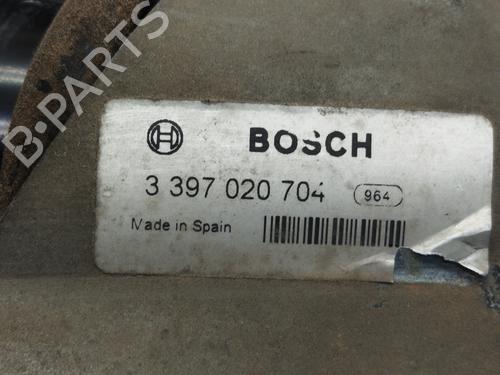 BOSCH
3 397 020 704 964
Made in Spain
B-PARTS